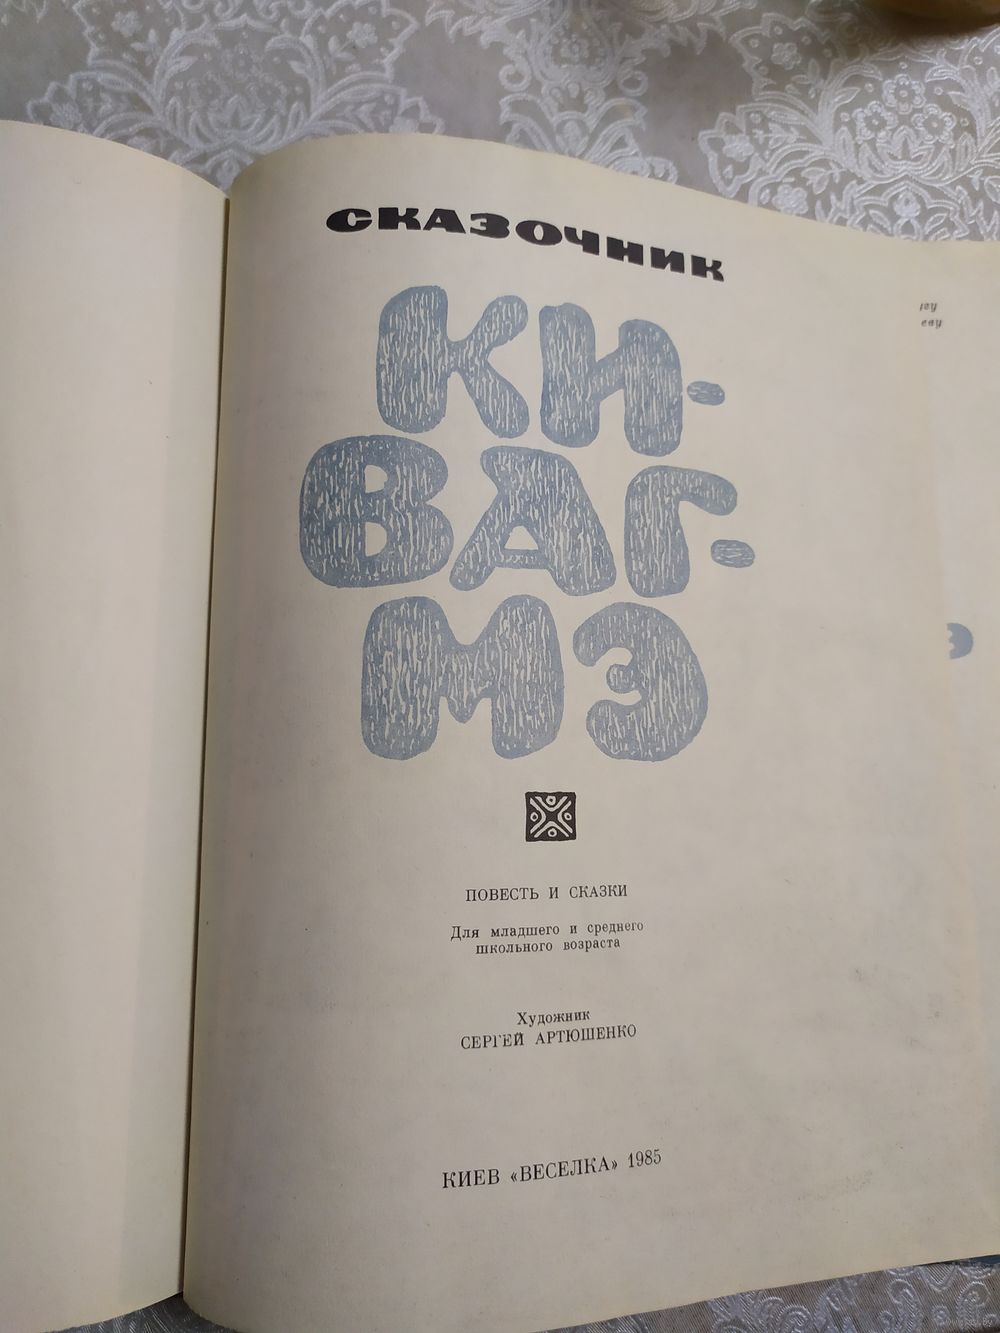 СКАЗОЧНИК
КИ-
ВАГ-
МЭ
ПОВЕСТЬ И СКАЗКИ
Для младшего и среднего
школьного возраста
Художник
СЕРГЕЙ АРТЮШЕНКО
КИЕВ «ВЕСЕЛКА» 1985